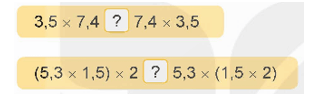 3,5 × 7,4 ? 7,4 × 3,5
(5,3 × 1,5) × 2 ? 5,3 × (1,5 × 2)